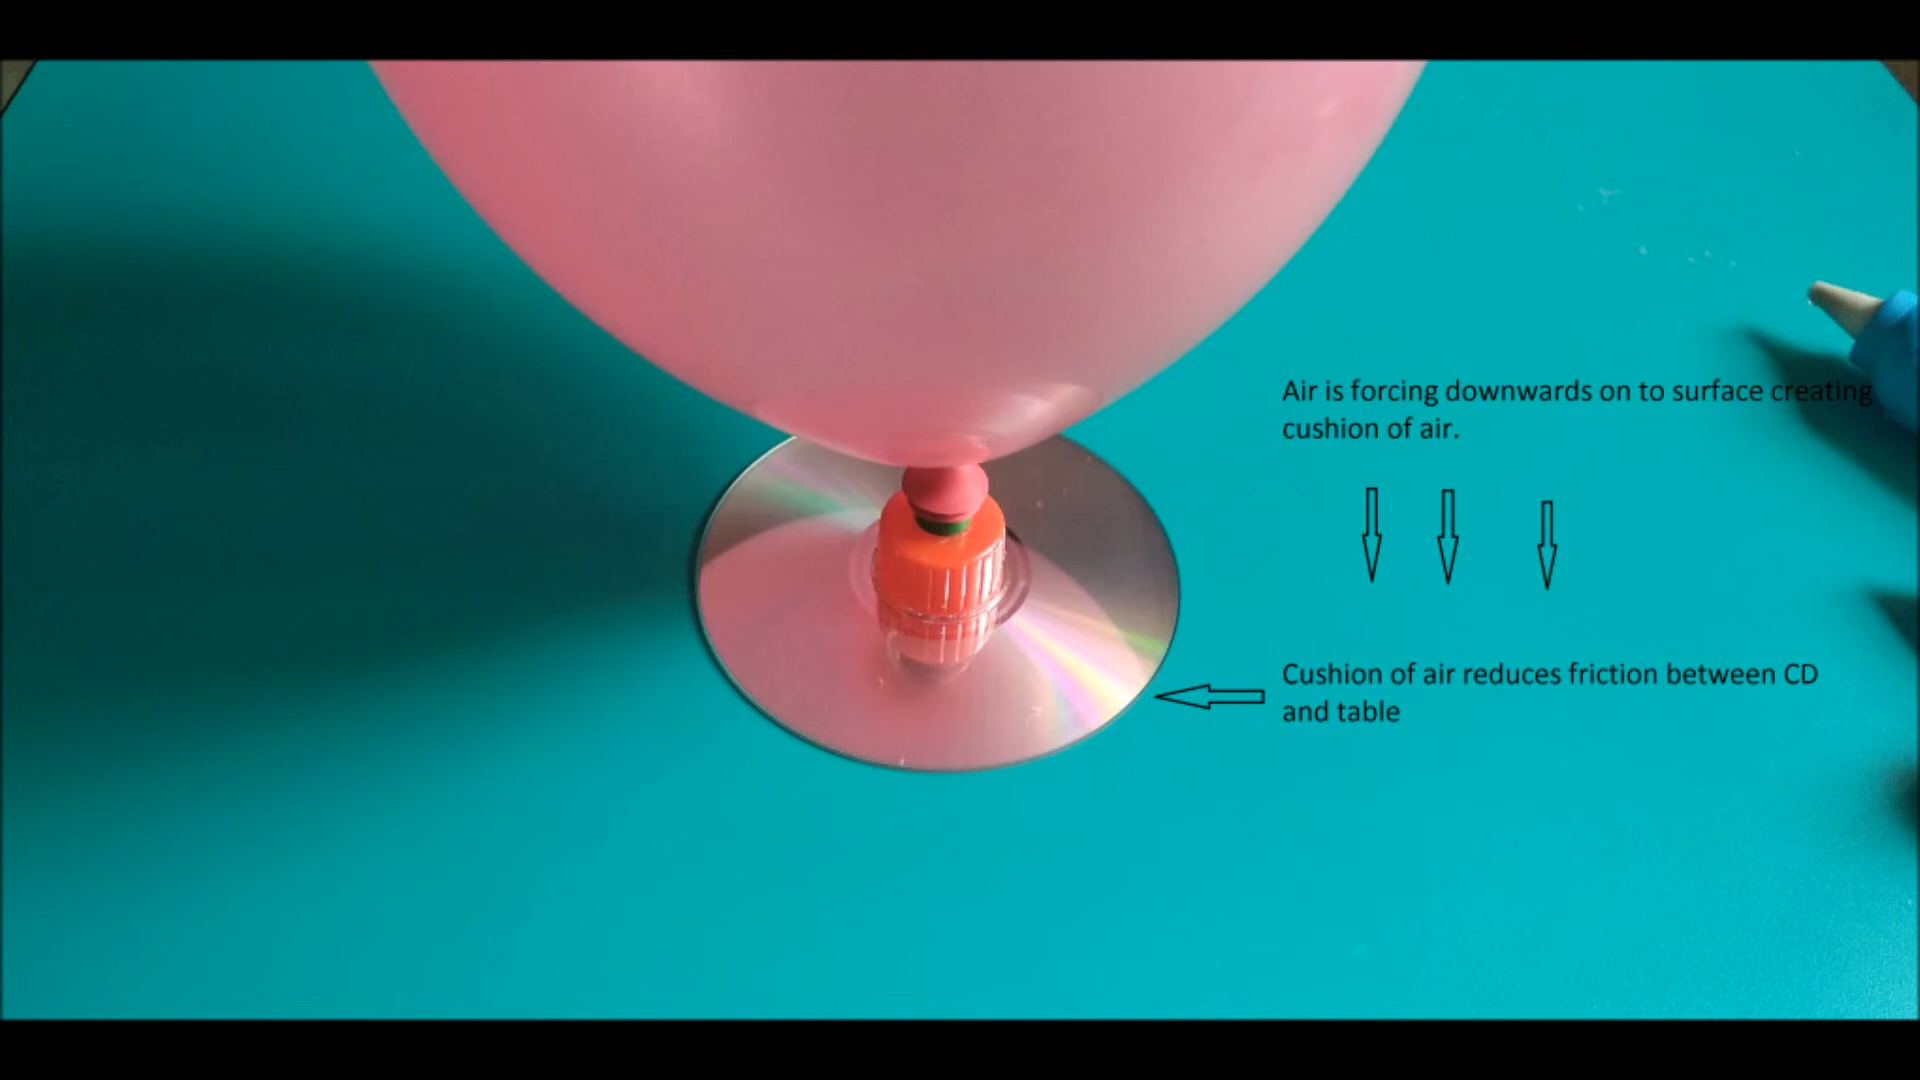 Air is forcing downwards on to surface creating
cushion of air.
Cushion of air reduces friction between CD
and table